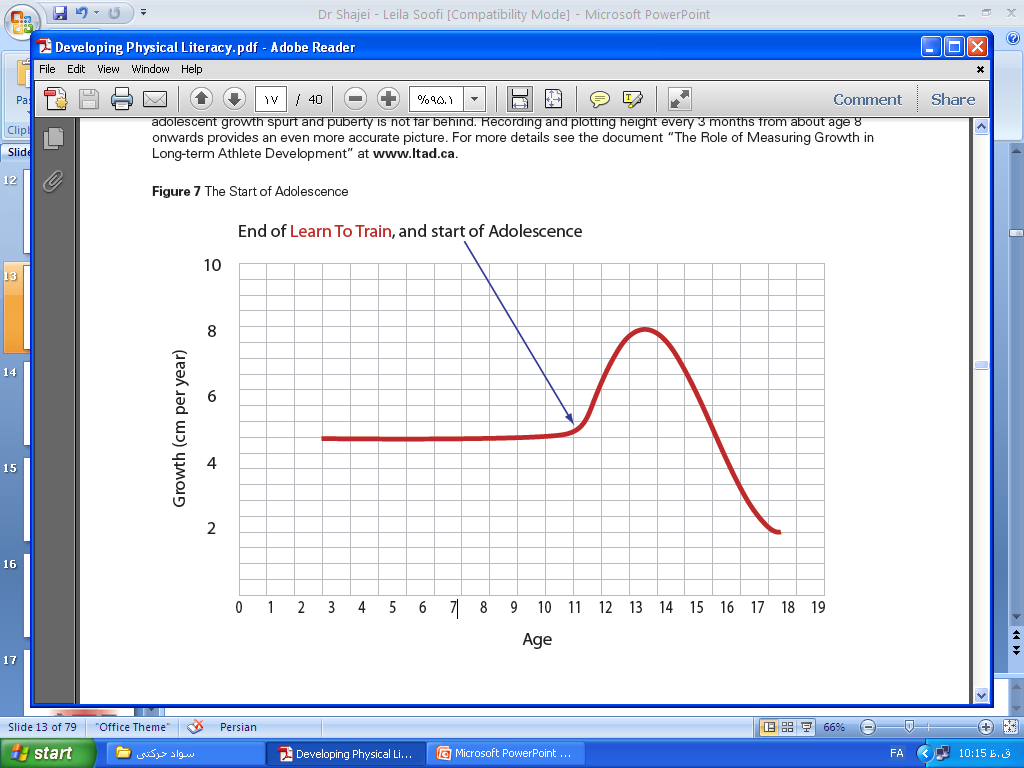 Dr Shajei - Leila Soofi [Compatibility Mode] - Microsoft PowerPoint
Developing Physical Literacy.pdf - Adobe Reader
File Edit View Window Help
۱۷ / 40 %۹۵.۱ Comment Share
adolescent growth spurt and puberty is not far behind. Recording and plotting height every 3 months from about age 8
onwards provides an even more accurate picture. For more details see the document “The Role of Measuring Growth in
Long-term Athlete Development” at www.ltad.ca.
Figure 7 The Start of Adolescence
End of Learn To Train, and start of Adolescence
10
8
6
4
2
Growth (cm per year)
0 1 2 3 4 5 6 7 8 9 10 11 12 13 14 15 16 17 18 19
Age
Pas
Clipb
Slide
12
13
14
15
16
17
Slide 13 of 79 "Office Theme" Persian 66%
start سواد حرکتی Developing Physical Li... Microsoft PowerPoint ... FA 10:15 ق.ظ